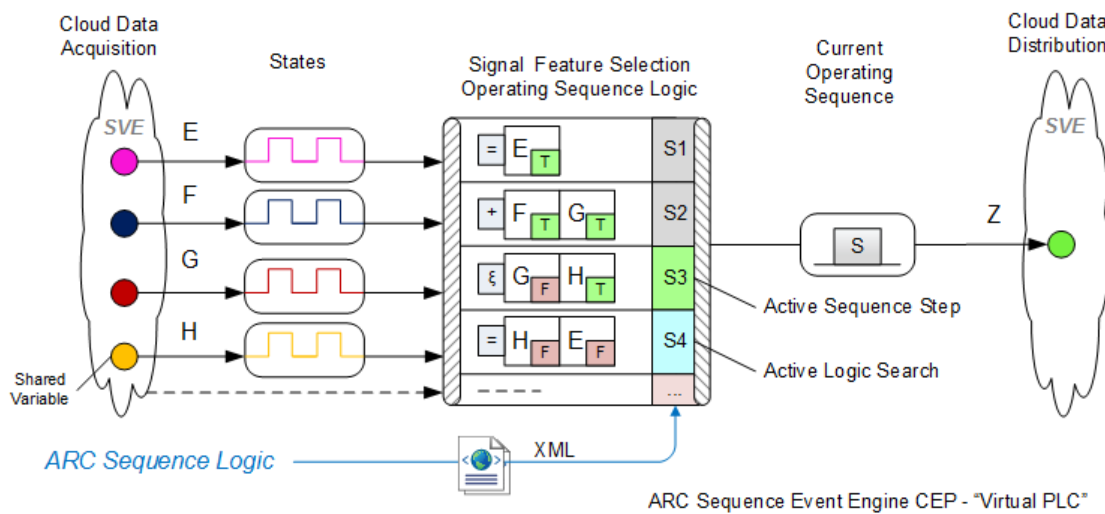 Cloud Data
Acquisition
States
Signal Feature Selection
Operating Sequence Logic
Current
Operating
Sequence
Cloud Data
Distribution
SVE
SVE
E
F
G
H
= E T S1
+ F T G T S2
ξ G F H T S3
= H F E F S4
...
S
Z
Active Sequence Step
Active Logic Search
Shared
Variable
ARC Sequence Logic
XML
ARC Sequence Event Engine CEP - “Virtual PLC”